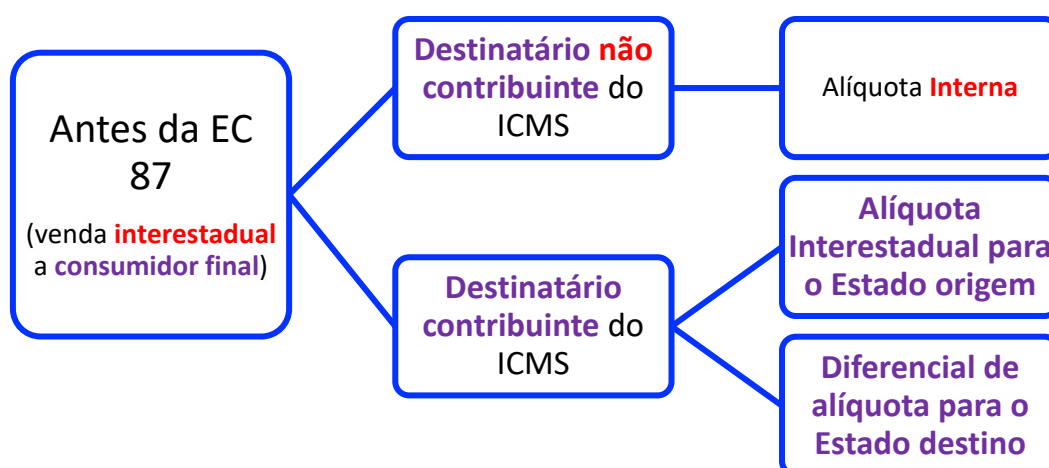 Antes da EC
87
(venda interestadual
a consumidor final)
Destinatário não
contribuinte do
ICMS
Alíquota Interna
Destinatário
contribuinte do
ICMS
Alíquota
Interestadual para
o Estado origem
Diferencial de
alíquota para o
Estado destino